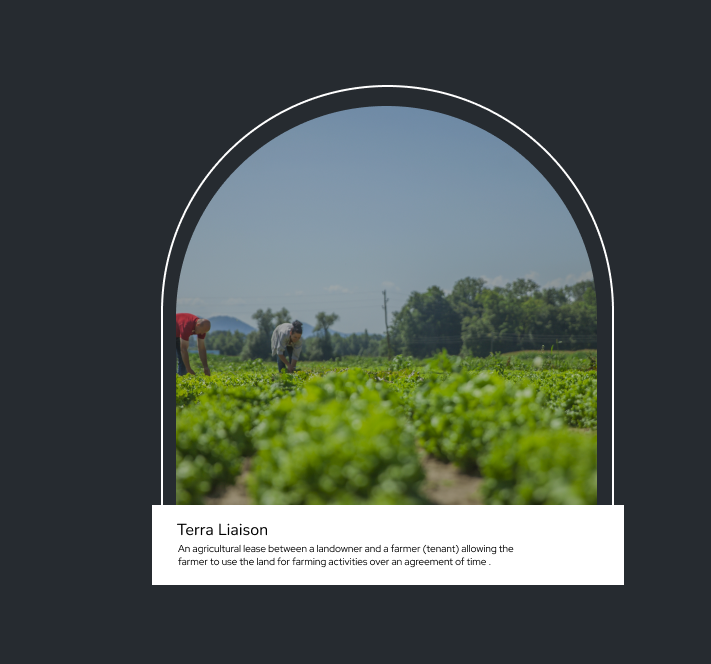 Terra Liaison
An agricultural lease between a landowner and a farmer (tenant) allowing the
farmer to use the land for farming activities over an agreement of time .